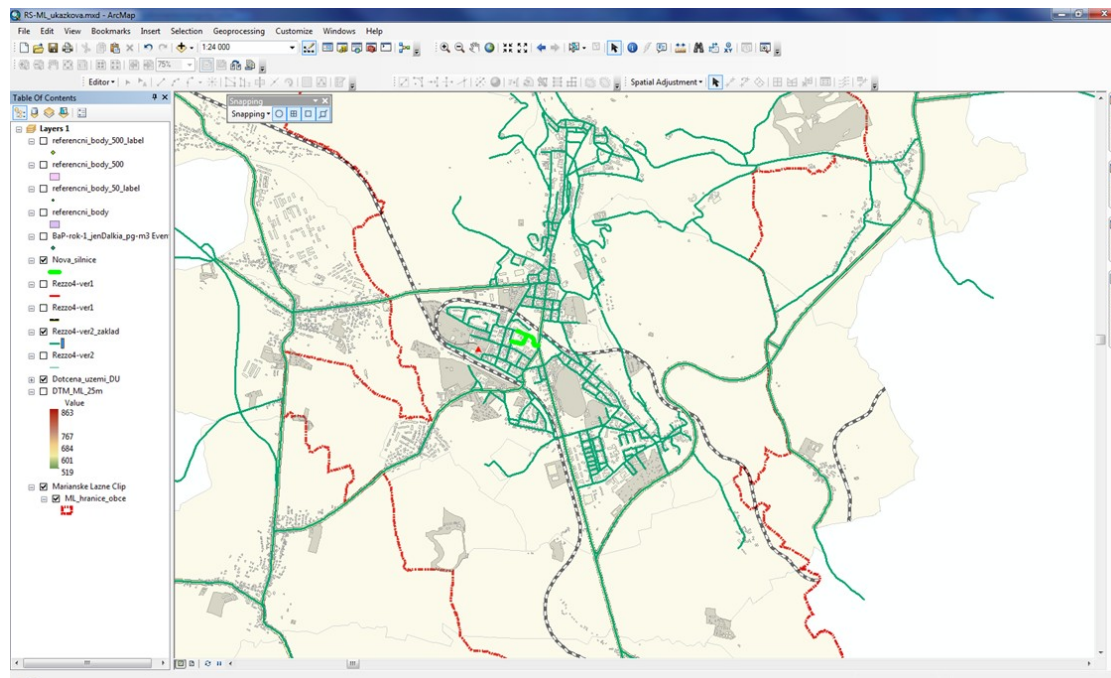 RS-ML_ukazkova.mxd - ArcMap
File Edit View Bookmarks Insert Selection Geoprocessing Customize Windows Help
1:24 000
75%
Editor
Spatial Adjustment
Table Of Contents
Snapping
Snapping
Layers 1
referencni_body_500_label
referencni_body_500
referencni_body_50_label
referencni_body
BaP-rok-1_jenDalkia_pg-m3 Event
Nova_silnice
Rezzo4-ver1
Rezzo4-ver1
Rezzo4-ver2_zaklad
Rezzo4-ver2
Dotcena_uzemi_DU
DTM_ML_25m
Value
863
767
684
601
519
Marianske Lazne Clip
ML_hranice_obce